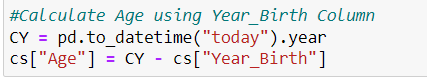 #Calculate Age using Year_Birth Column
CY = pd.to_datetime("today").year
cs["Age"] = CY - cs["Year_Birth"]